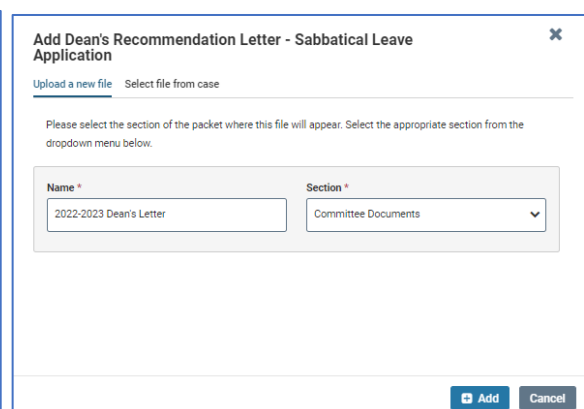 Add Dean's Recommendation Letter - Sabbatical Leave
Application
Upload a new file Select file from case
Please select the section of the packet where this file will appear. Select the appropriate section from the
dropdown menu below.
Name * Section *
2022-2023 Dean's Letter Committee Documents
Add Cancel